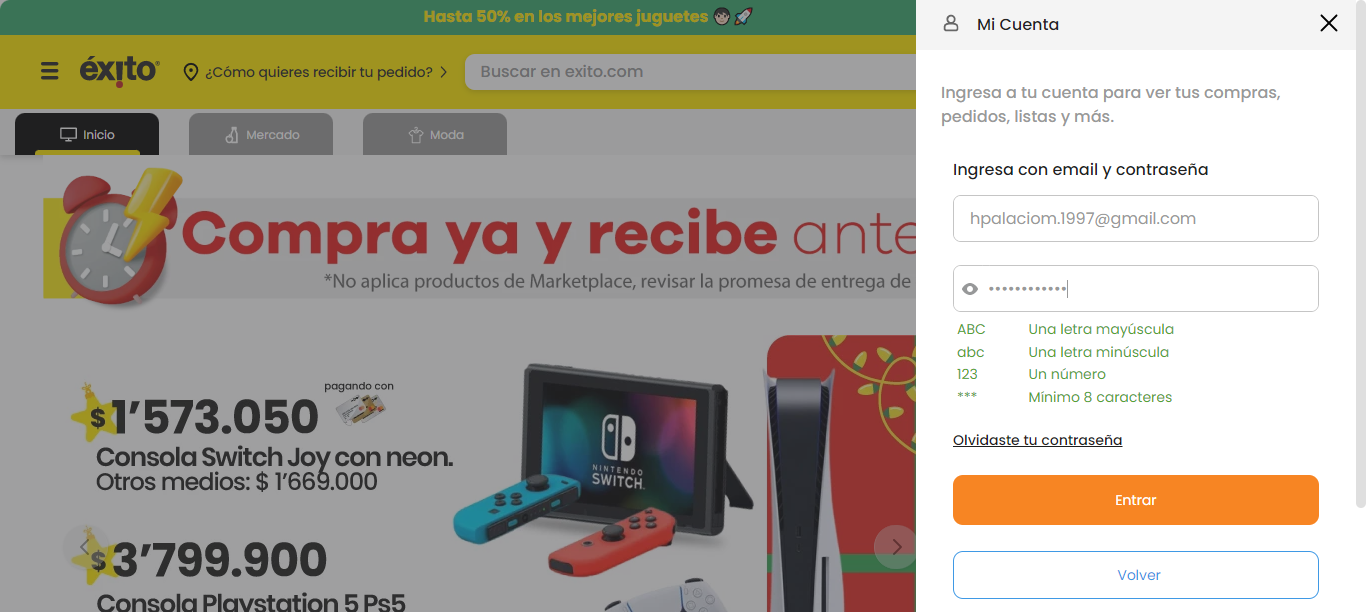 Hasta 50% en los mejores juguetes
éxito
¿Cómo quieres recibir tu pedido?
Buscar en exito.com
Inicio
Mercado
Moda
Compra ya y recibe ante
*No aplica productos de Marketplace, revisar la promesa de entrega de
pagando con
$1'573.050
Consola Switch Joy con neon.
Otros medios: $ 1'669.000
$3'799.900
Consola Playstation 5 Ps5
NINTENDO
SWITCH
Mi Cuenta
Ingresa a tu cuenta para ver tus compras,
pedidos, listas y más.
Ingresa con email y contraseña
hpalaciom.1997@gmail.com
••••••••••••
ABC Una letra mayúscula
abc Una letra minúscula
123 Un número
*** Mínimo 8 caracteres
Olvidaste tu contraseña
Entrar
Volver